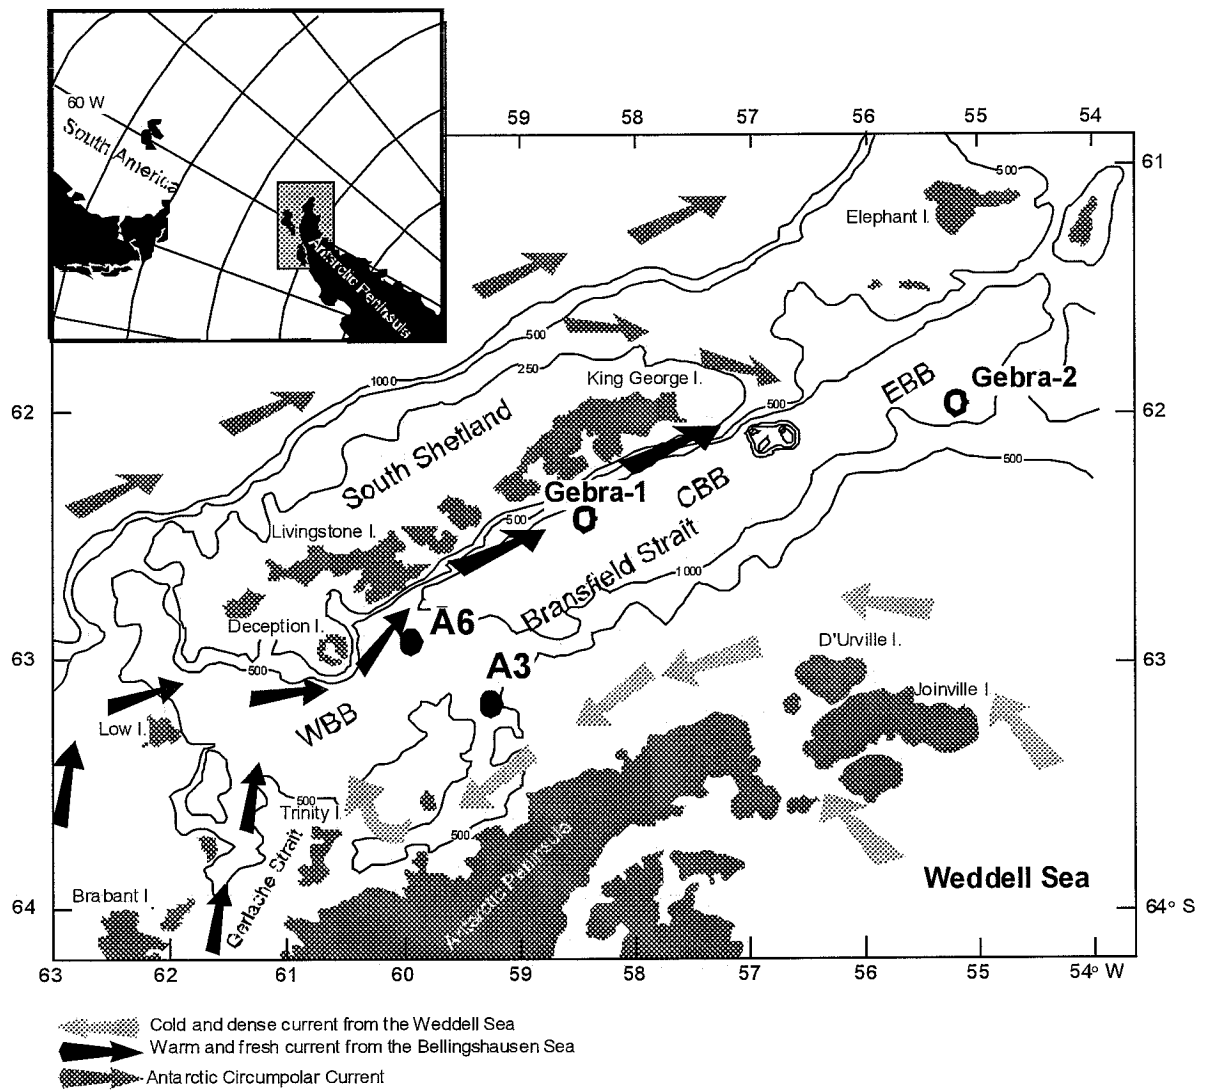 60 W
South America
Antarctic Peninsula
59
58
57
56
55
54
61
500
Elephant I.
500
250
1000
King George I.
500
EBB
Gebra-2
62
62
South Shetland
CBB
500
Gebra-1
500
Livingstone I.
Bransfield Strait
1000
A6
Deception I.
D'Urville I.
63
63
500
A3
Joinville I.
Low I.
WBB
500
Trinity I.
500
Gerlache Strait
Antarctic Peninsula
Weddell Sea
Brabant I
64
64° S
63
62
61
60
59
58
57
56
55
54° W
Cold and dense current from the Weddell Sea
Warm and fresh current from the Bellingshausen Sea
Antarctic Circumpolar Current